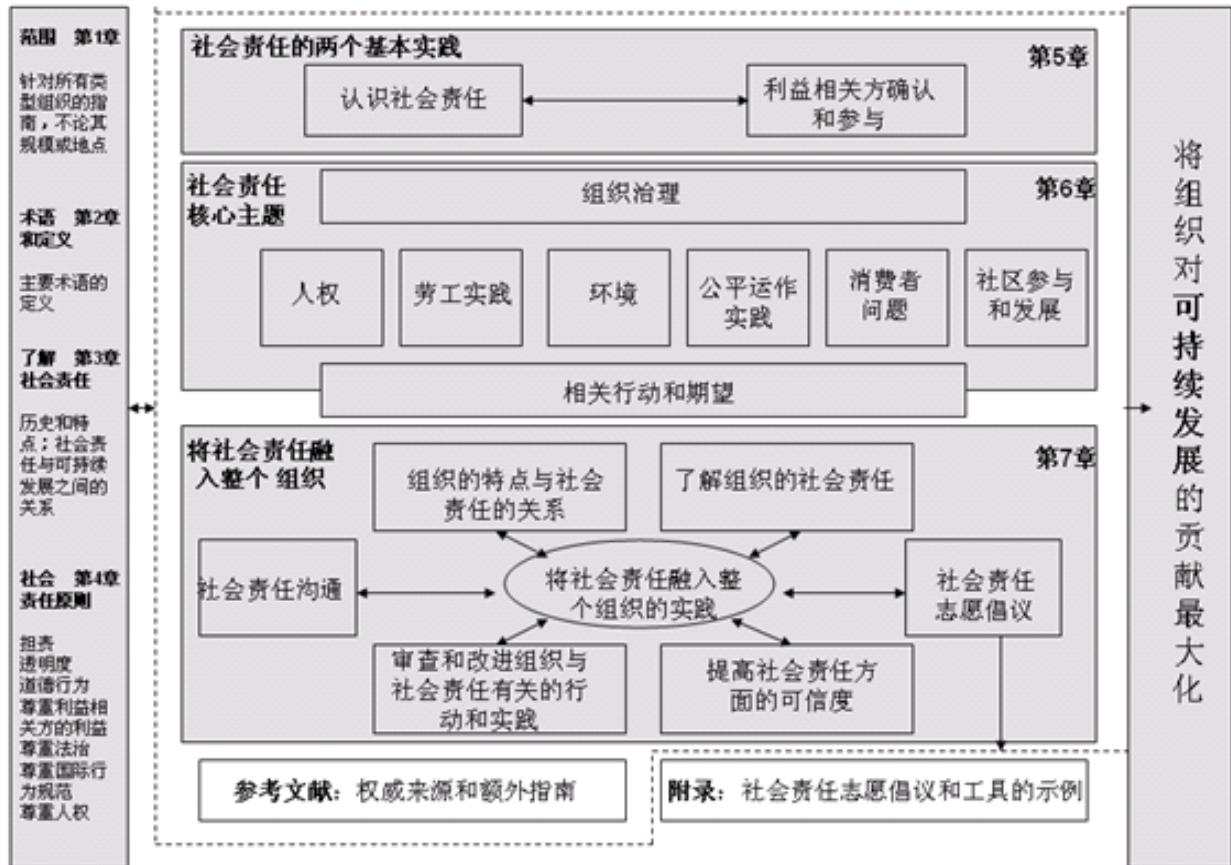 范围 第1章
针对所有类
型组织的指
南，不论其
规模或地点
术语 第2章
和定义
主要术语的
定义
了解 第3章
社会责任
历史和特
点；社会责
任与可持续
发展之间的
关系
社会 第4章
责任原则
担责
透明度
道德行为
尊重利益相
关方的利益
尊重法治
尊重国际行
为规范
尊重人权
社会责任的两个基本实践
第5章
认识社会责任
利益相关方确认
和参与
社会责任
核心主题
组织治理
第6章
人权
劳工实践
环境
公平运作
实践
消费者
问题
社区参与
和发展
相关行动和期望
将社会责任融
入整个 组织
第7章
组织的特点与社会
责任的关系
了解组织的社会责任
社会责任沟通
将社会责任融入整
个组织的实践
社会责任
志愿倡议
审查和改进组织与
社会责任有关的行
动和实践
提高社会责任方
面的可信度
参考文献：权威来源和额外指南
附录：社会责任志愿倡议和工具的示例
将组织对可持续发展的贡献最大化